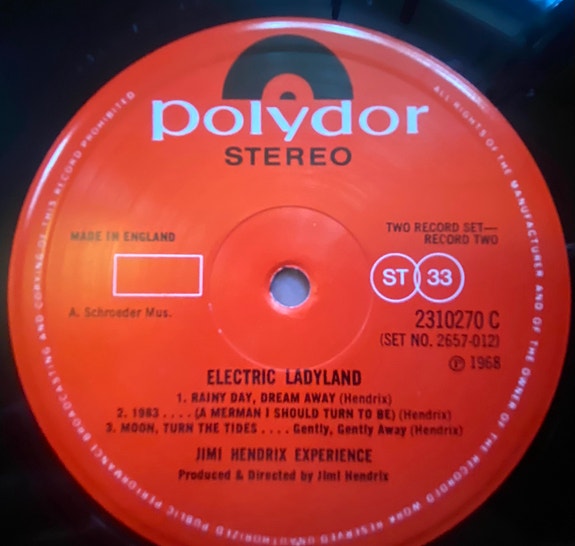 polydor
STEREO
ALL RIGHTS OF THE MANUFACTURER AND OF THE OWNER OF THE RECORDED WORK RESERVED UNAUTHORIZED PUBLIC PERFORMANCE BROADCASTING AND COPYING OF THIS RECORD PROHIBITED
MADE IN ENGLAND
TWO RECORD SET—
RECORD TWO
ST 33
A. Schroeder Mus.
2310270 C
(SET NO. 2657-012)
℗ 1968
ELECTRIC LADYLAND
1. RAINY DAY, DREAM AWAY (Hendrix)
2. 1983 . . . . (A MERMAN I SHOULD TURN TO BE) (Hendrix)
3. MOON, TURN THE TIDES . . . . Gently, Gently Away (Hendrix)
JIMI HENDRIX EXPERIENCE
Produced & Directed by Jimi Hendrix